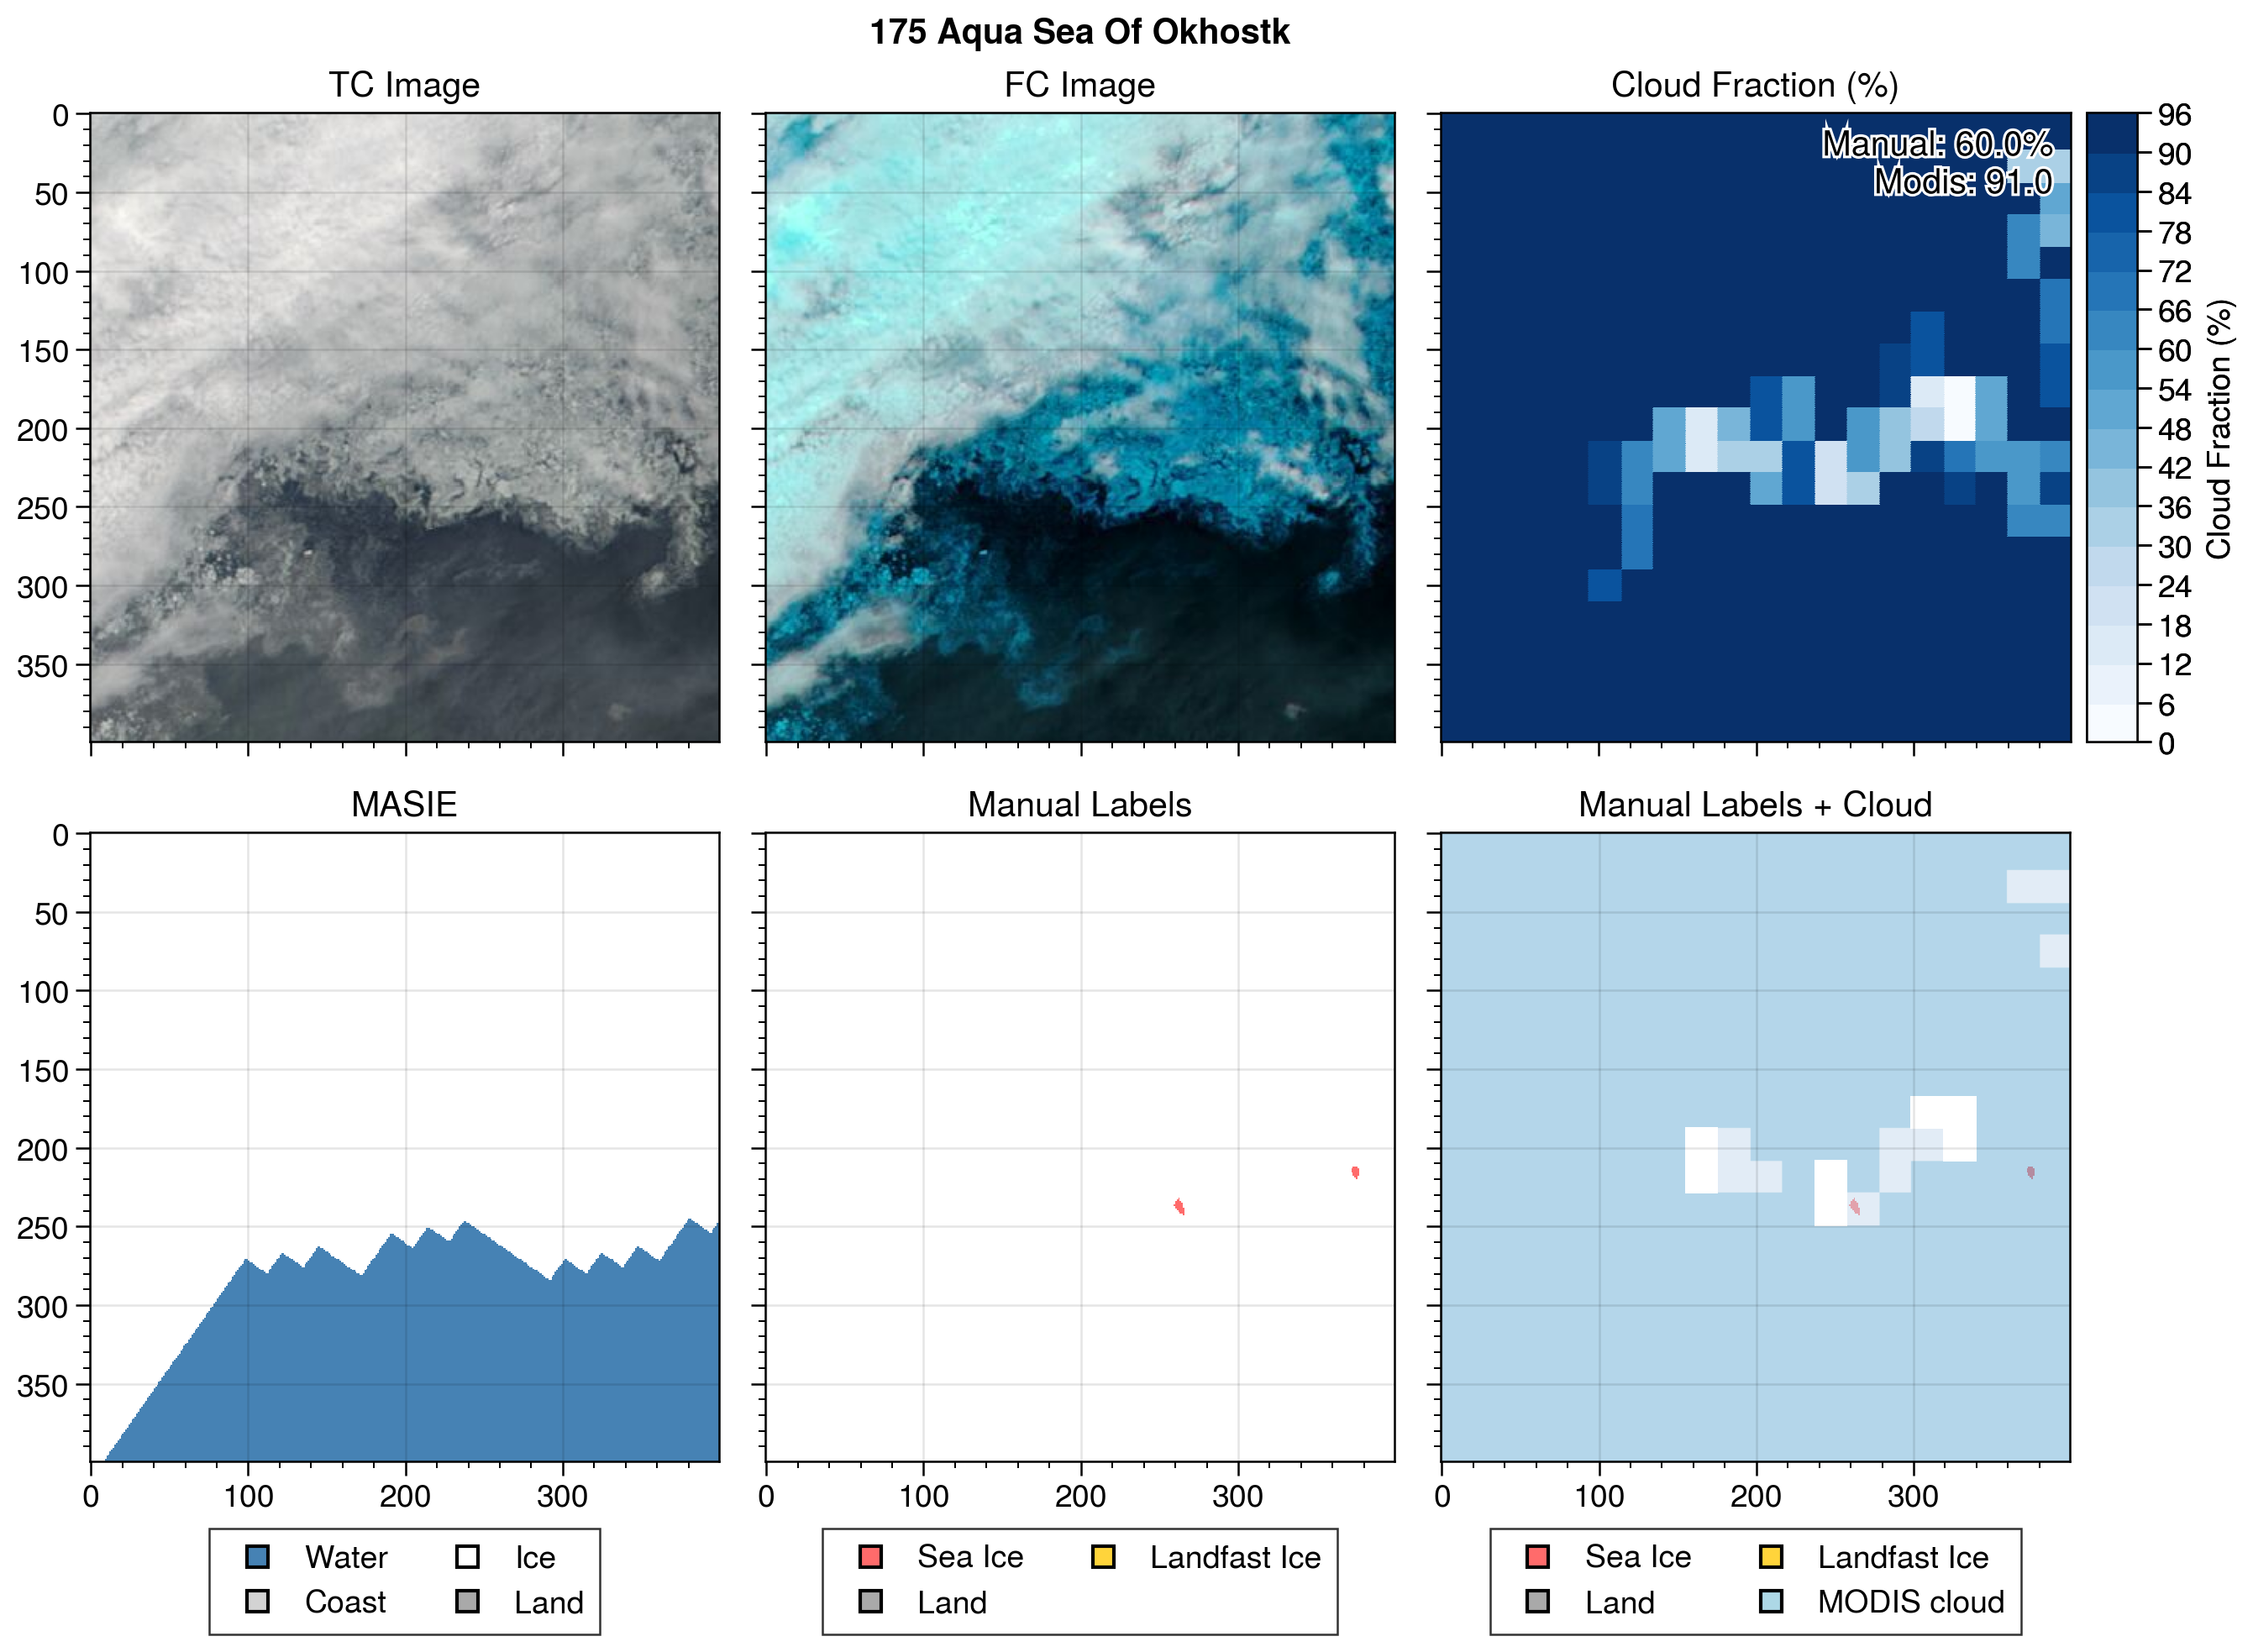 175 Aqua Sea Of Okhostk
TC Image
FC Image
Cloud Fraction (%)
0
50
100
150
200
250
300
350
Manual: 60.0%
Modis: 91.0
96
90
84
78
72
66
60
54
48
42
36
30
24
18
12
6
0
Cloud Fraction (%)
MASIE
Manual Labels
Manual Labels + Cloud
0
50
100
150
200
250
300
350
0 100 200 300
0 100 200 300
0 100 200 300
Water Ice
Coast Land
Sea Ice Landfast Ice
Land
Sea Ice Landfast Ice
Land MODIS cloud